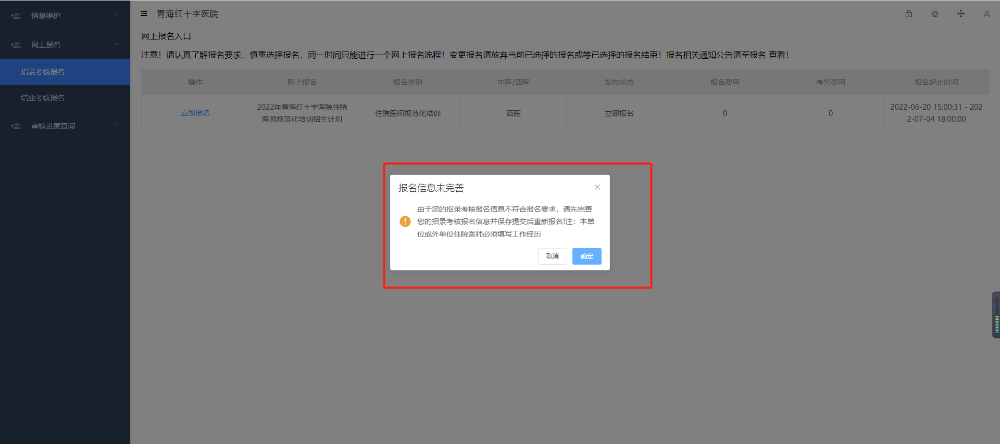 信息维护
网上报名
招录考核报名
结业考核报名
审核进度查询
青海红十字医院
网上报名入口
注意！请认真了解报名要求，慎重选择报名，同一时间只能进行一个网上报名流程！变更报名请放弃当前已选择的报名或等已选择的报名结束！报名相关通知公告请至报名 查看！
操作 网上报名 报名类别 中医/西医 发布状态 报名费用 考务费用 报名起止时间
立即报名 2022年青海红十字医院住院 住院医师规范化培训 西医 立即报名 0 0 2022-06-20 15:00:31 - 202
医师规范化培训招生计划 2-07-04 18:00:00
报名信息未完善
由于您的招录考核报名信息不符合报名要求，请先完善
您的招录考核报名信息并保存提交后重新报名!注：本单
位或外单位住院医师必须填写工作经历
取消 确定